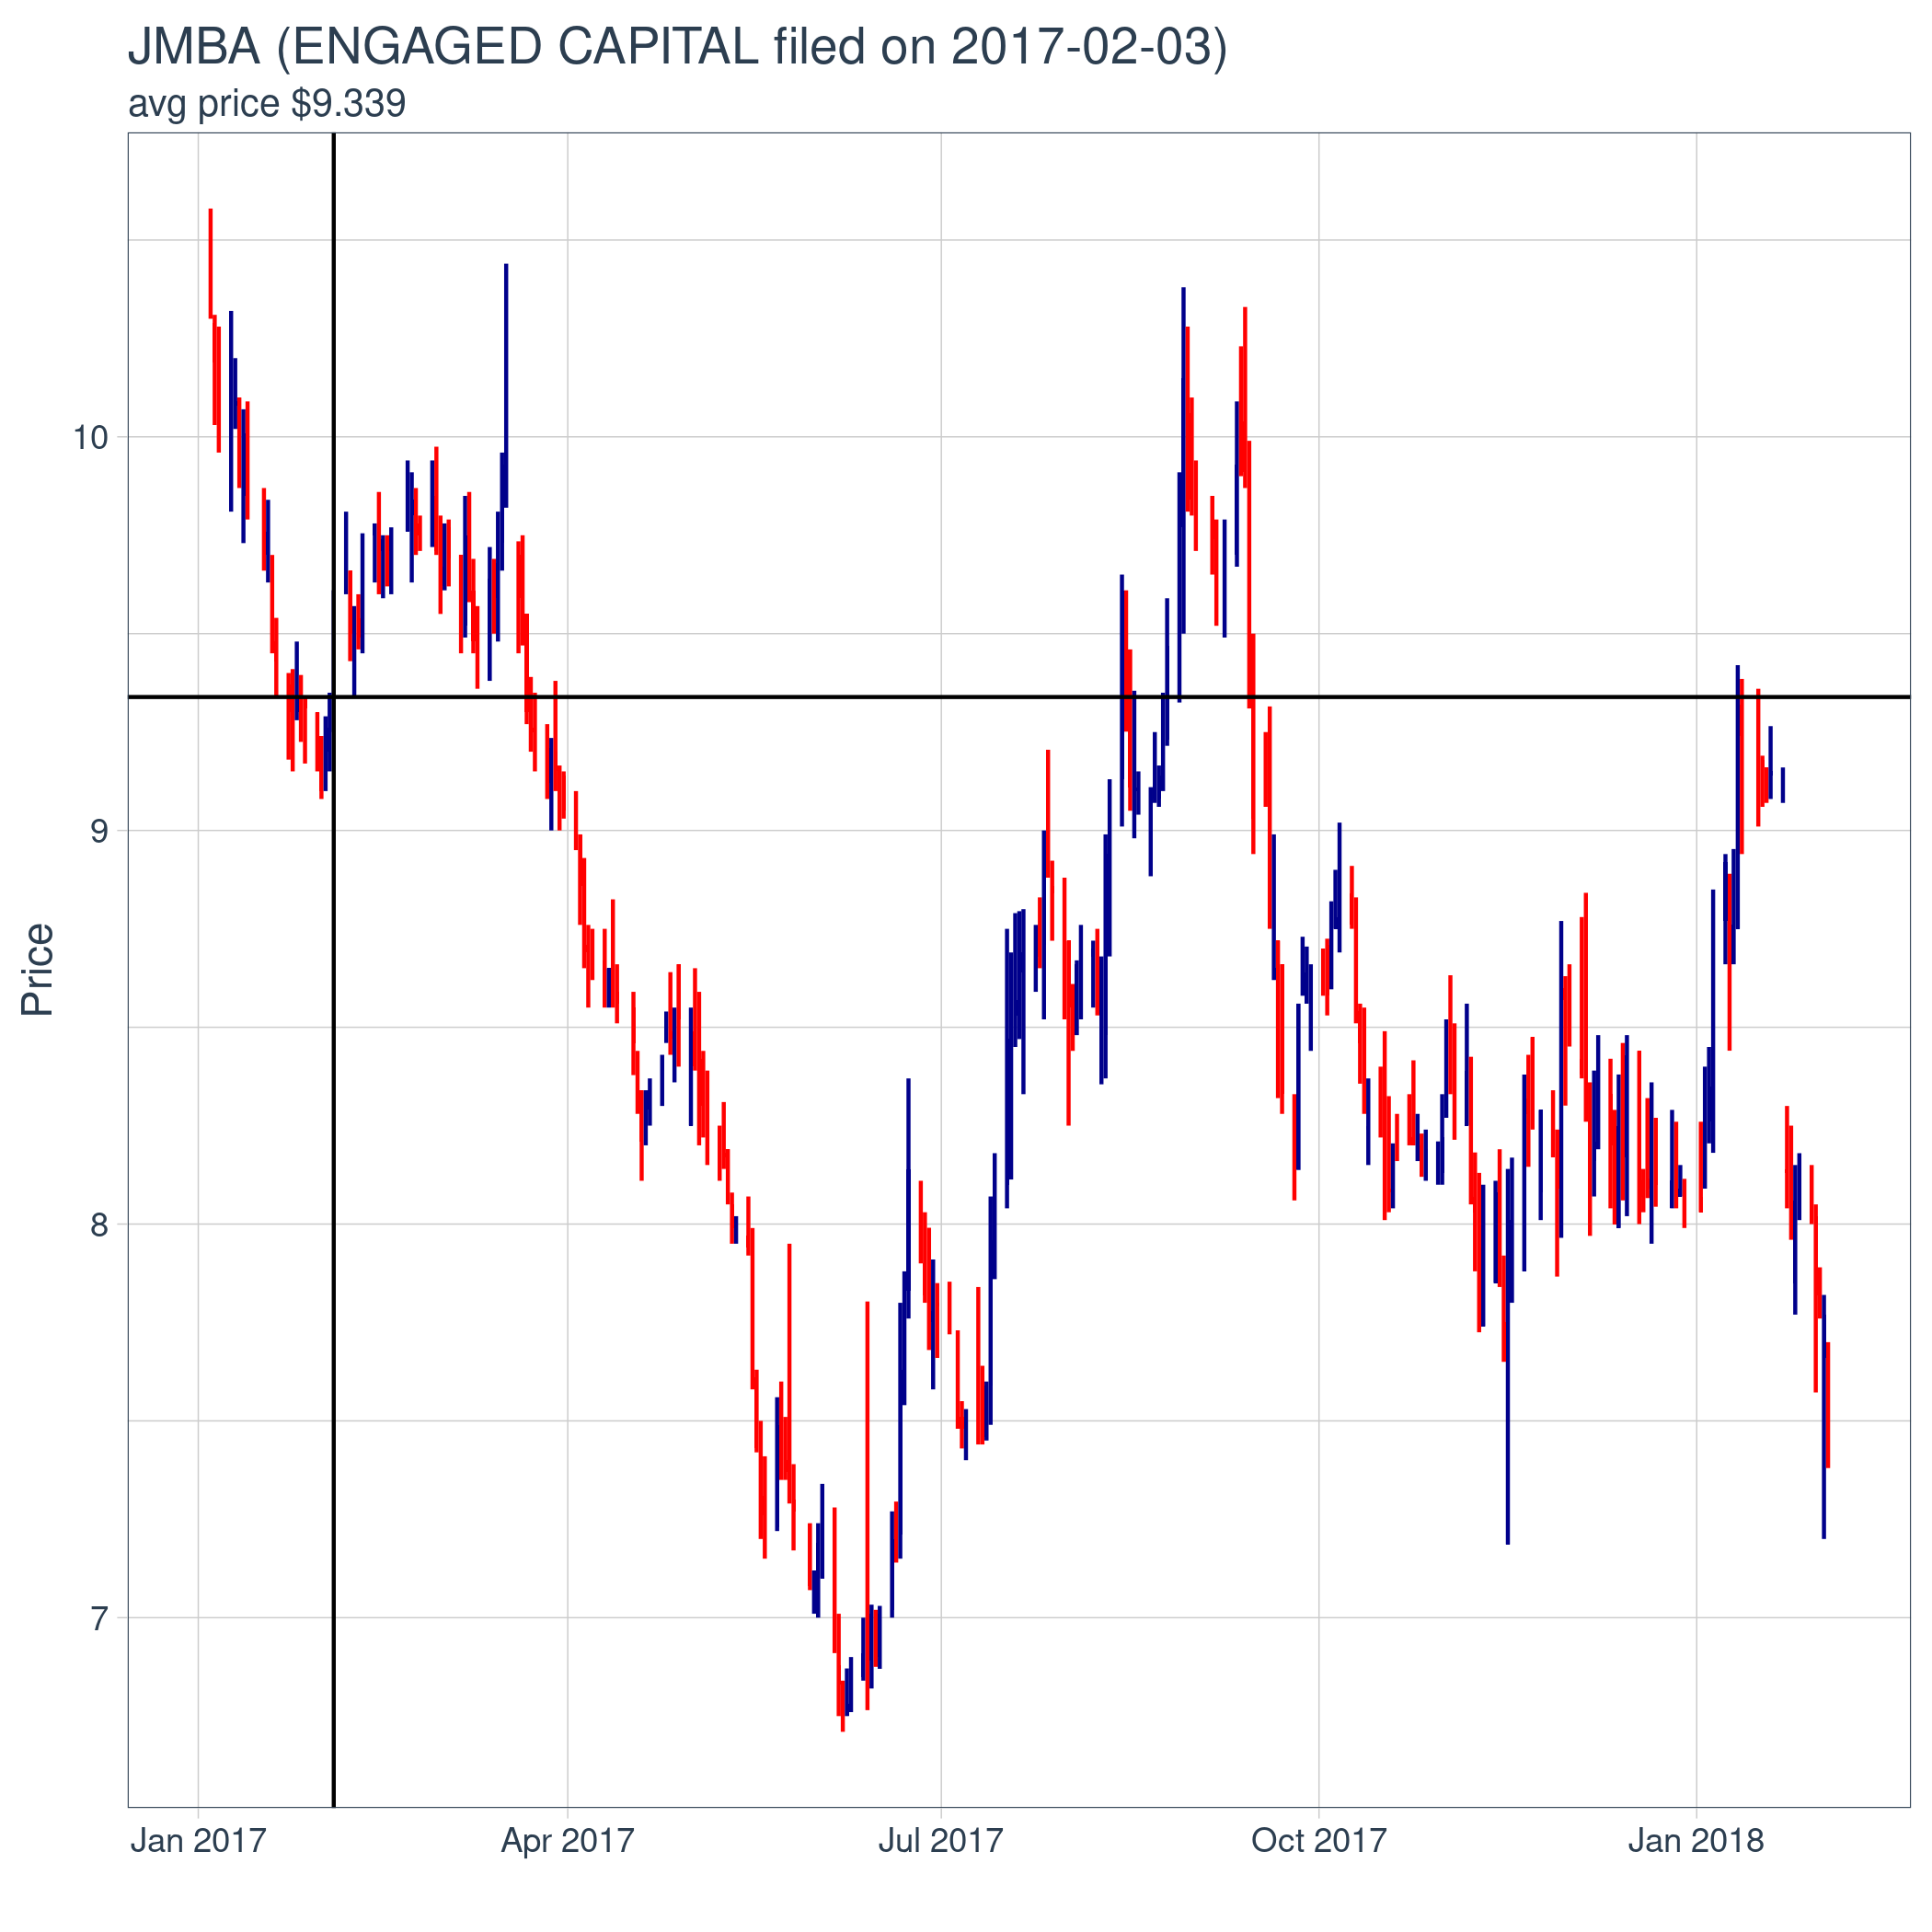 JMBA (ENGAGED CAPITAL filed on 2017-02-03)
avg price $9.339
Price
10
9
8
7
Jan 2017
Apr 2017
Jul 2017
Oct 2017
Jan 2018